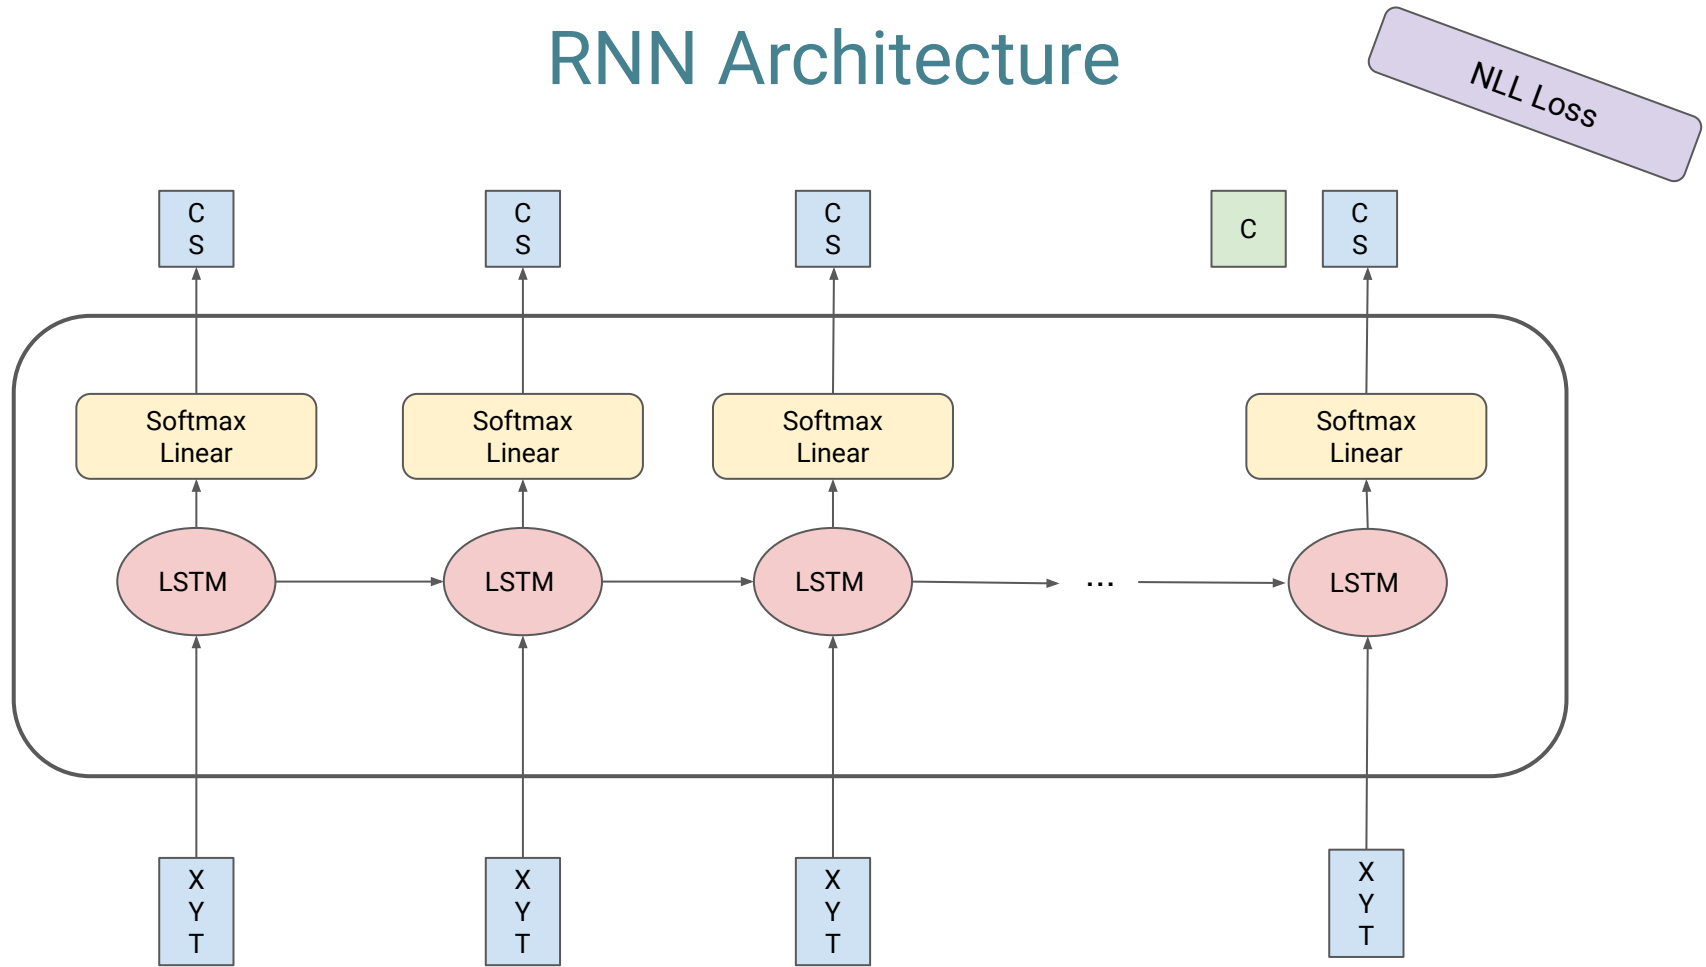 RNN Architecture
NLL Loss
C
S
C
S
C
S
C
C
S
Softmax
Linear
Softmax
Linear
Softmax
Linear
Softmax
Linear
LSTM
LSTM
LSTM
...
LSTM
X
Y
T
X
Y
T
X
Y
T
X
Y
T